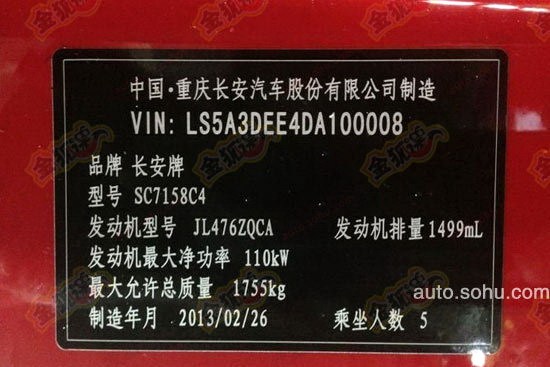 中国·重庆长安汽车股份有限公司制造
VIN: LS5A3DEE4DA100008
品牌 长安牌
型号 SC7158C4
发动机型号 JL476ZQCA 发动机排量 1499mL
发动机最大净功率 110kW
最大允许总质量 1755kg
auto.sohu.com
制造年月 2013/02/26 乘坐人数 5